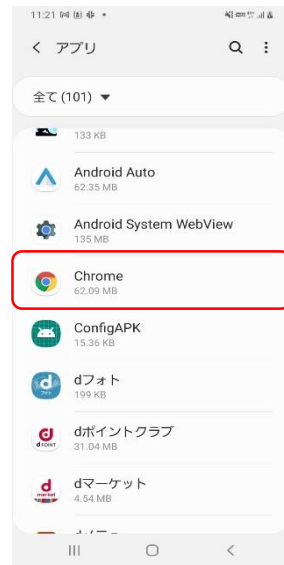 11:21
アプリ
全て (101)
133 KB
Android Auto
62.35 MB
Android System WebView
135 MB
Chrome
62.09 MB
ConfigAPK
15.36 KB
dフォト
199 KB
dポイントクラブ
31.04 MB
dマーケット
4.54 MB